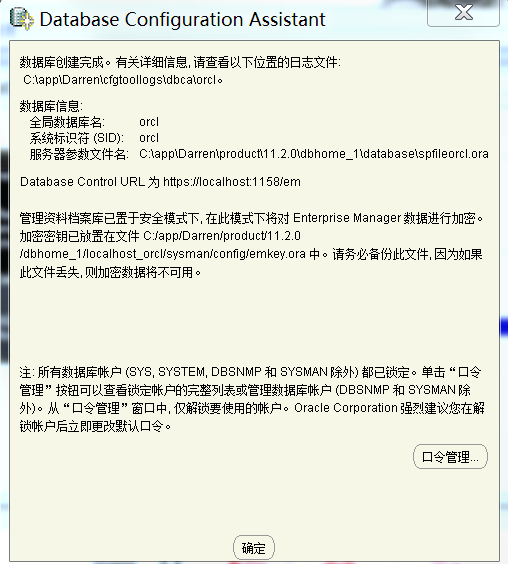 Database Configuration Assistant
数据库创建完成。有关详细信息, 请查看以下位置的日志文件:
C:\app\Darren\cfgtoollogs\dbca\orcl。
数据库信息:
全局数据库名: orcl
系统标识符 (SID): orcl
服务器参数文件名: C:\app\Darren\product\11.2.0\dbhome_1\database\spfileorcl.ora
Database Control URL 为 https://localhost:1158/em
管理资料档案库已置于安全模式下, 在此模式下将对 Enterprise Manager 数据进行加密。
加密密钥已放置在文件 C:/app/Darren/product/11.2.0
/dbhome_1/localhost_orcl/sysman/config/emkey.ora 中。请务必备份此文件, 因为如果
此文件丢失, 则加密数据将不可用。
注: 所有数据库帐户 (SYS, SYSTEM, DBSNMP 和 SYSMAN 除外) 都已锁定。单击“口令
管理”按钮可以查看锁定帐户的完整列表或管理数据库帐户 (DBSNMP 和 SYSMAN 除
外)。从“口令管理”窗口中, 仅解锁要使用的帐户。Oracle Corporation 强烈建议您在解
锁帐户后立即更改默认口令。
口令管理...
确定